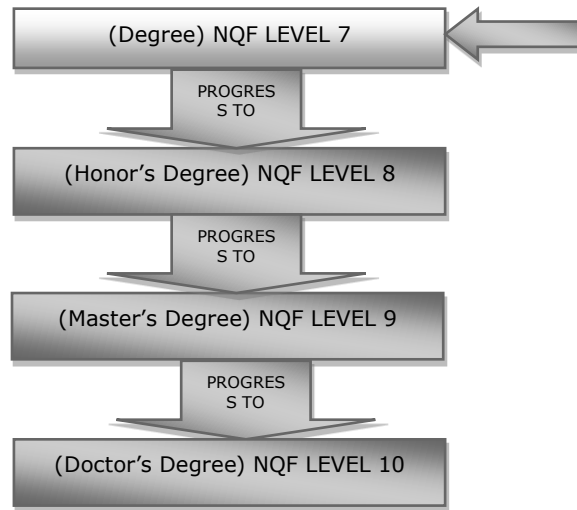 (Degree) NQF LEVEL 7
PROGRES
S TO
(Honor’s Degree) NQF LEVEL 8
PROGRES
S TO
(Master’s Degree) NQF LEVEL 9
PROGRES
S TO
(Doctor’s Degree) NQF LEVEL 10